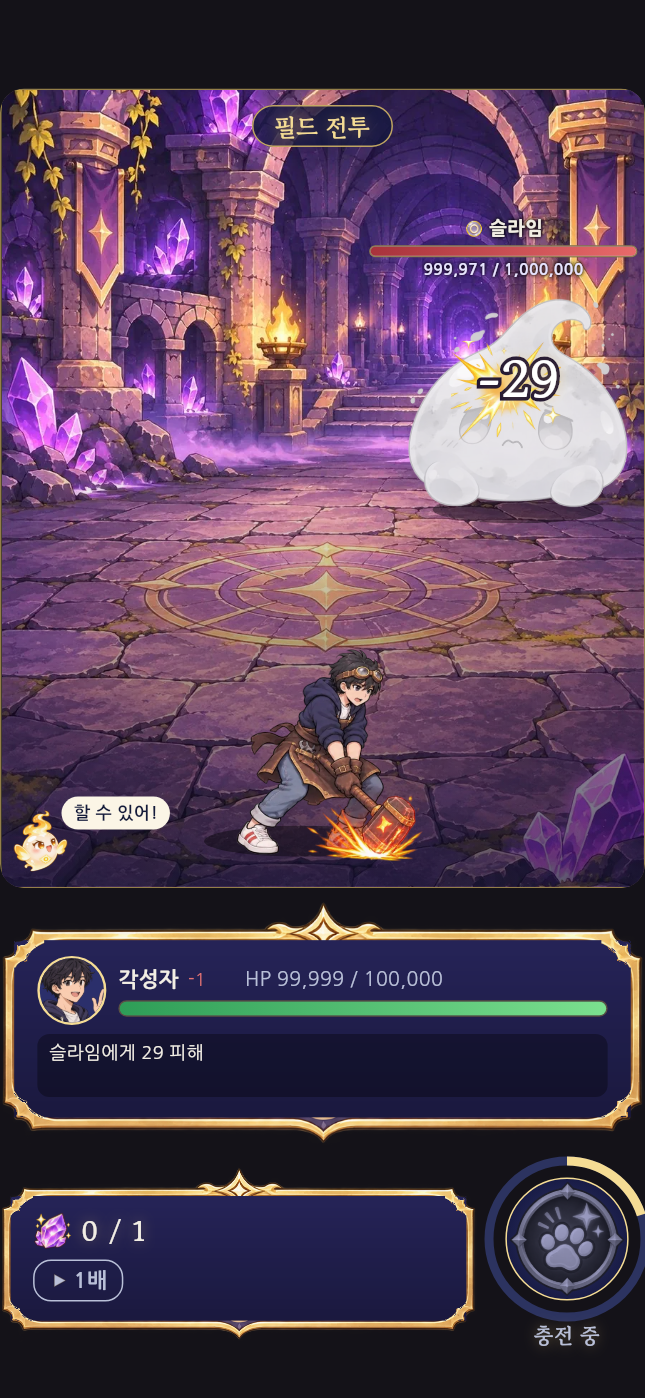 필드 전투
슬라임
999,971 / 1,000,000
-29
할 수 있어!
각성자 -1 HP 99,999 / 100,000
슬라임에게 29 피해
0 / 1
▶ 1배
충전 중